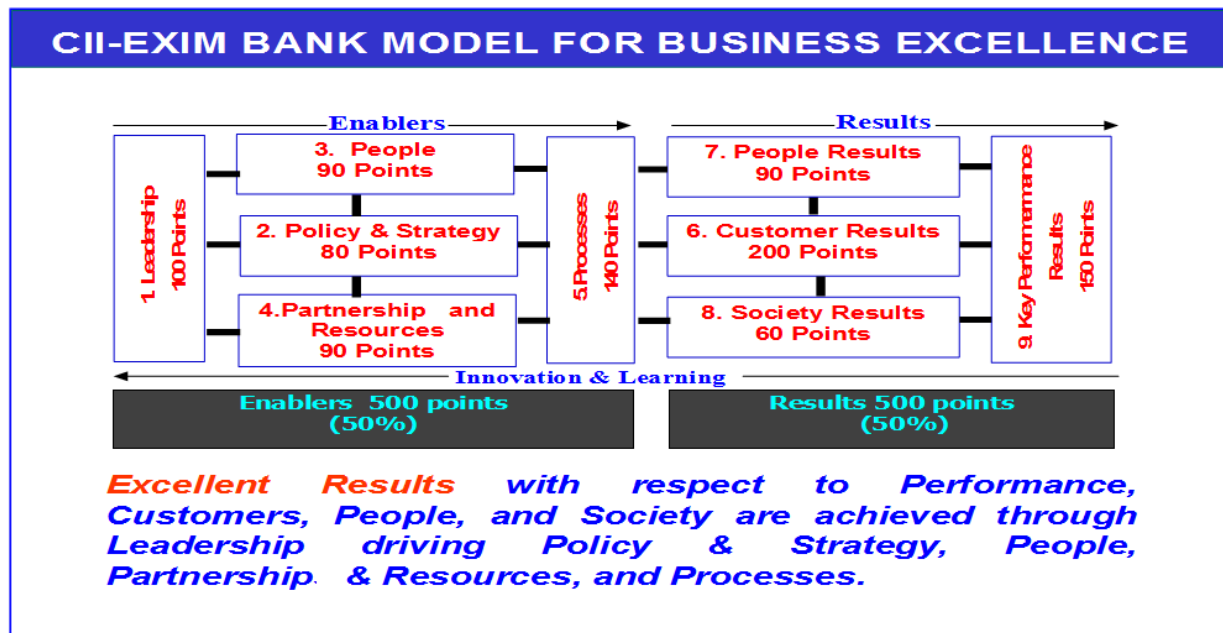 CII-EXIM BANK MODEL FOR BUSINESS EXCELLENCE
Enablers
Results
1. Leadership
100 Points
3. People
90 Points
2. Policy & Strategy
80 Points
4.Partnership and
Resources
90 Points
5.Processes
140 Points
7. People Results
90 Points
6. Customer Results
200 Points
8. Society Results
60 Points
9. Key Performance
Results
150 Points
Innovation & Learning
Enablers 500 points
(50%)
Results 500 points
(50%)
Excellent Results with respect to Performance,
Customers, People, and Society are achieved through
Leadership driving Policy & Strategy, People,
Partnership. & Resources, and Processes.